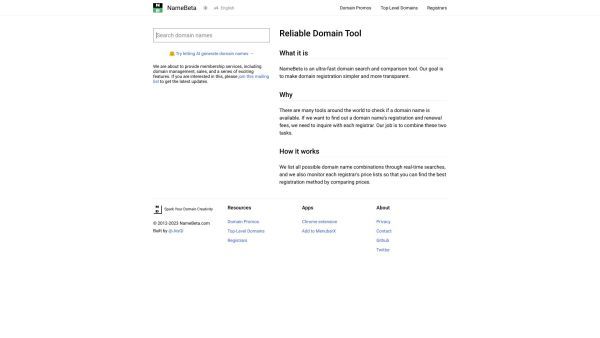 NameBeta
English
Domain Promos
Top Level Domains
Registrars
Search domain names
Try letting AI generate domain names →
We are about to provide membership services, including
domain management, sales, and a series of exciting
features. If you are interested in this, please join this mailing
list to get the latest updates.
Reliable Domain Tool
What it is
NameBeta is an ultra-fast domain search and comparison tool. Our goal is
to make domain registration simpler and more transparent.
Why
There are many tools around the world to check if a domain name is
available. If we want to find out a domain name's registration and renewal
fees, we need to inquire with each registrar. Our job is to combine these two
tasks.
How it works
We list all possible domain name combinations through real-time searches,
and we also monitor each registrar's price lists so that you can find the best
registration method by comparing prices.
Spark Your Domain Creativity
© 2013-2023 NameBeta.com
Resources
Domain Promos
Top-Level Domains
Registrars
Apps
Chrome extension
Add to MenubarX
About
Privacy
Contact
Github
Twitter